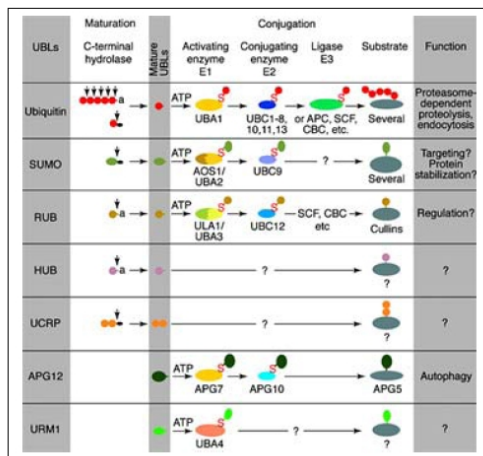 Maturation
Conjugation
UBLs
C-terminal
hydrolase
Mature
UBLs
Activating
enzyme
E1
Conjugating
enzyme
E2
Ligase
E3
Substrate
Function
Ubiquitin
a
ATP
S
S
S
UBA1
UBC1-8,
10,11,13
or APC, SCF,
CBC, etc.
Several
Proteasome-
dependent
proteolysis,
endocytosis
SUMO
ATP
S
S
AOS1/
UBA2
UBC9
?
Several
Targeting?
Protein
stabilization?
RUB
a
ATP
S
S
ULA1/
UBA3
UBC12
SCF, CBC
etc
Cullins
Regulation?
HUB
a
?
?
?
UCRP
?
?
?
APG12
ATP
S
S
APG7
APG10
APG5
Autophagy
URM1
ATP
S
UBA4
?
?
?